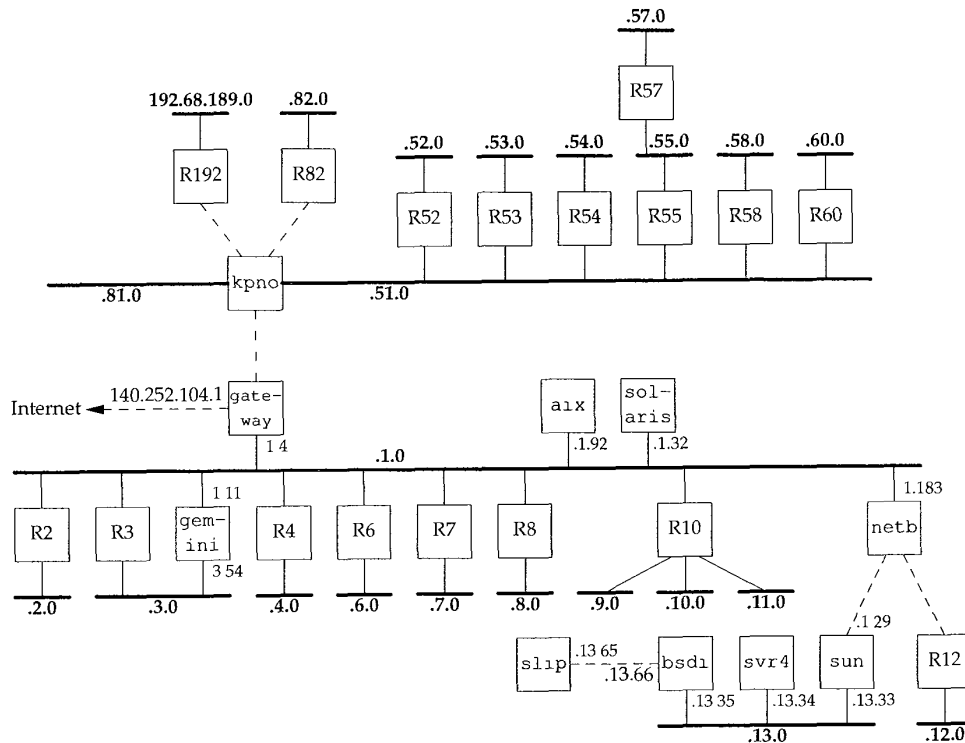 .57.0
R57
192.68.189.0
.82.0
.52.0
.53.0
.54.0
.55.0
.58.0
.60.0
R192
R82
R52
R53
R54
R55
R58
R60
kpno
.81.0
.51.0
Internet
140.252.104.1
gate-
way
aıx
sol-
aris
1 4
.1.0
.1.92
.1.32
1 11
1.183
R2
R3
gem-
ini
R4
R6
R7
R8
R10
netb
3 54
.2.0
.3.0
.4.0
.6.0
.7.0
.8.0
.9.0
.10.0
.11.0
.1 29
slıp
.13 65
.13.66
bsdı
svr4
sun
R12
.13 35
.13.34
.13.33
.13.0
.12.0